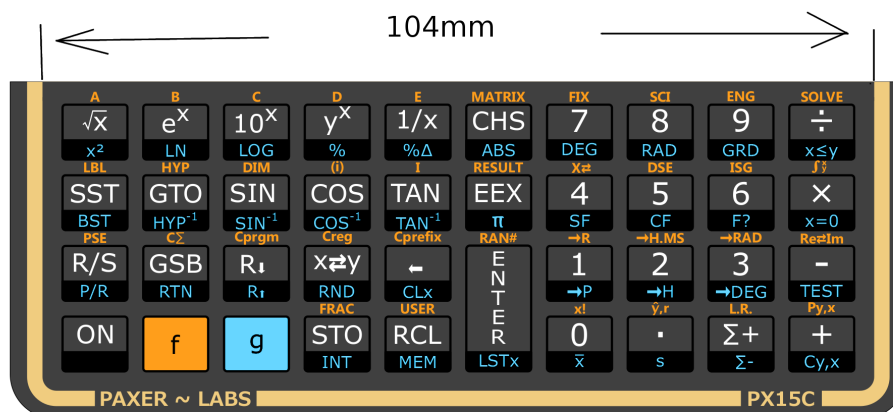 104mm
A B C D E MATRIX FIX SCI ENG SOLVE
√x eˣ 10ˣ yˣ 1/x CHS 7 8 9 ÷
x² LN LOG % %Δ ABS DEG RAD GRD x≤y
LBL HYP DIM (i) I RESULT X⇄ DSE ISG ∫ˣᵧ
SST GTO SIN COS TAN EEX 4 5 6 ×
BST HYP⁻¹ SIN⁻¹ COS⁻¹ TAN⁻¹ π SF CF F? x=0
PSE CΣ Cprgm Creg Cprefix RAN# →R →H.MS →RAD Re⇄Im
R/S GSB R↓ x⇄y ← ENTER 1 2 3 -
P/R RTN R↑ RND CLx →P →H →DEG TEST
FRAC USER x! ŷ,r L.R. Py,x
ON f g STO RCL 0 · Σ+ +
INT MEM LSTx x̄ s Σ- Cy,x
PAXER ~ LABS PX15C